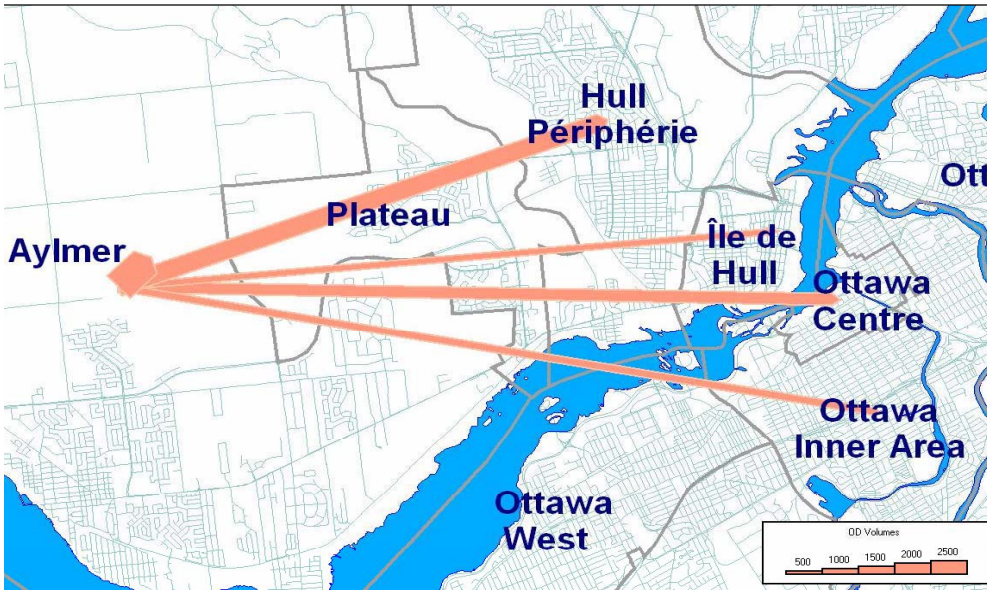 Hull
Périphérie
Ott
Plateau
Aylmer
Île de
Hull
Ottawa
Centre
Ottawa
Inner Area
Ottawa
West
OD Volumes
500 1000 1500 2000 2500